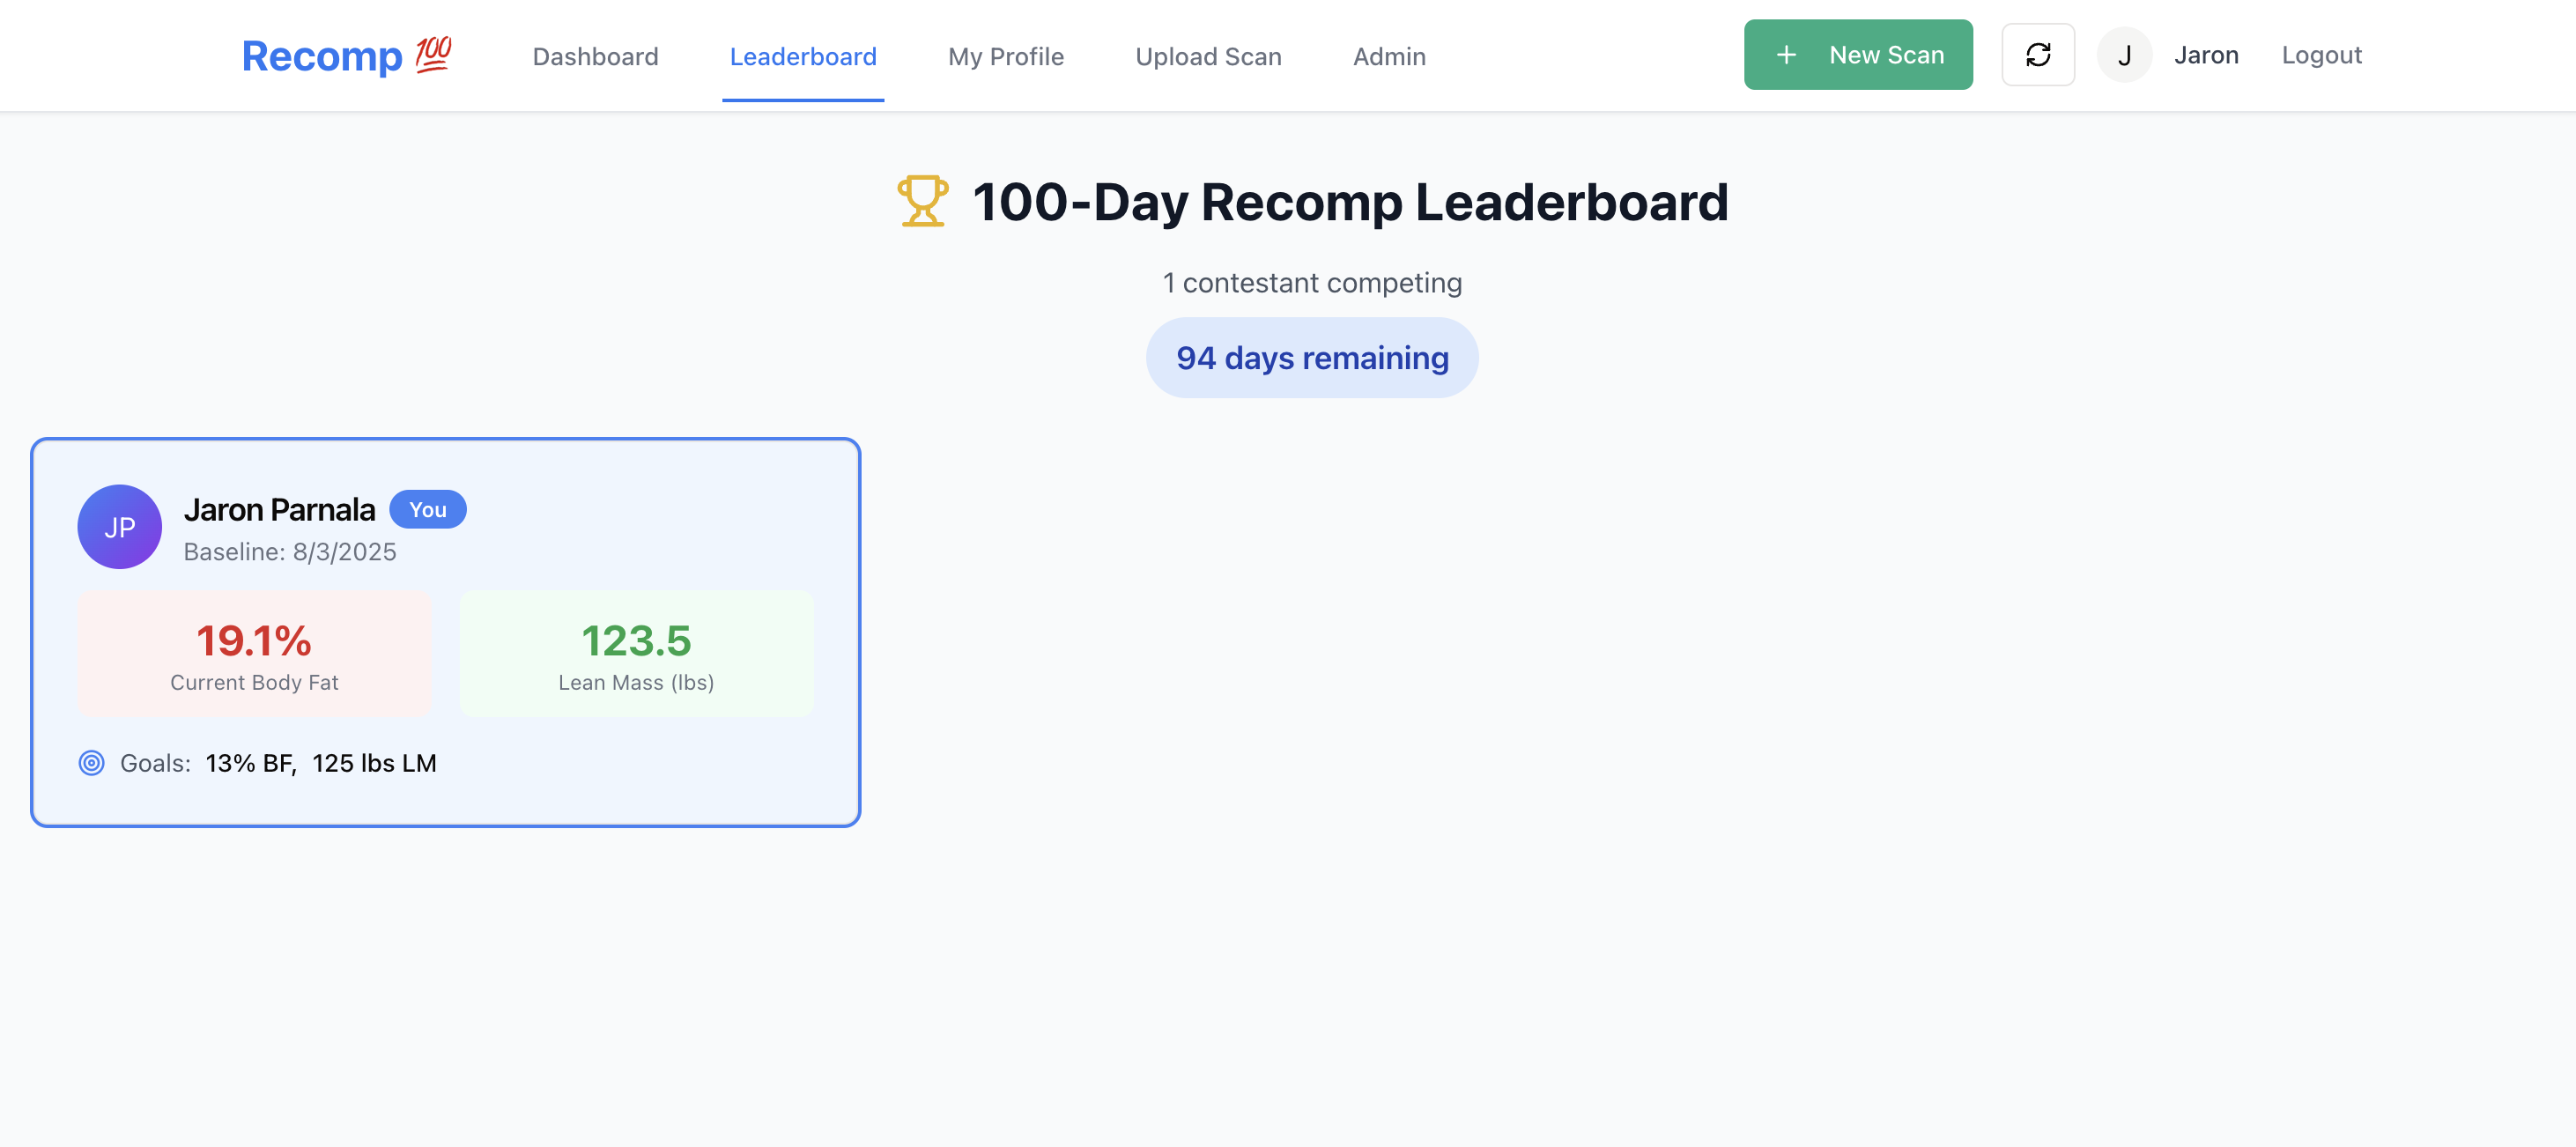 Recomp 💯 Dashboard Leaderboard My Profile Upload Scan Admin + New Scan J Jaron Logout
100-Day Recomp Leaderboard
1 contestant competing
94 days remaining
JP Jaron Parnala You
Baseline: 8/3/2025
19.1% 123.5
Current Body Fat Lean Mass (lbs)
Goals: 13% BF, 125 lbs LM